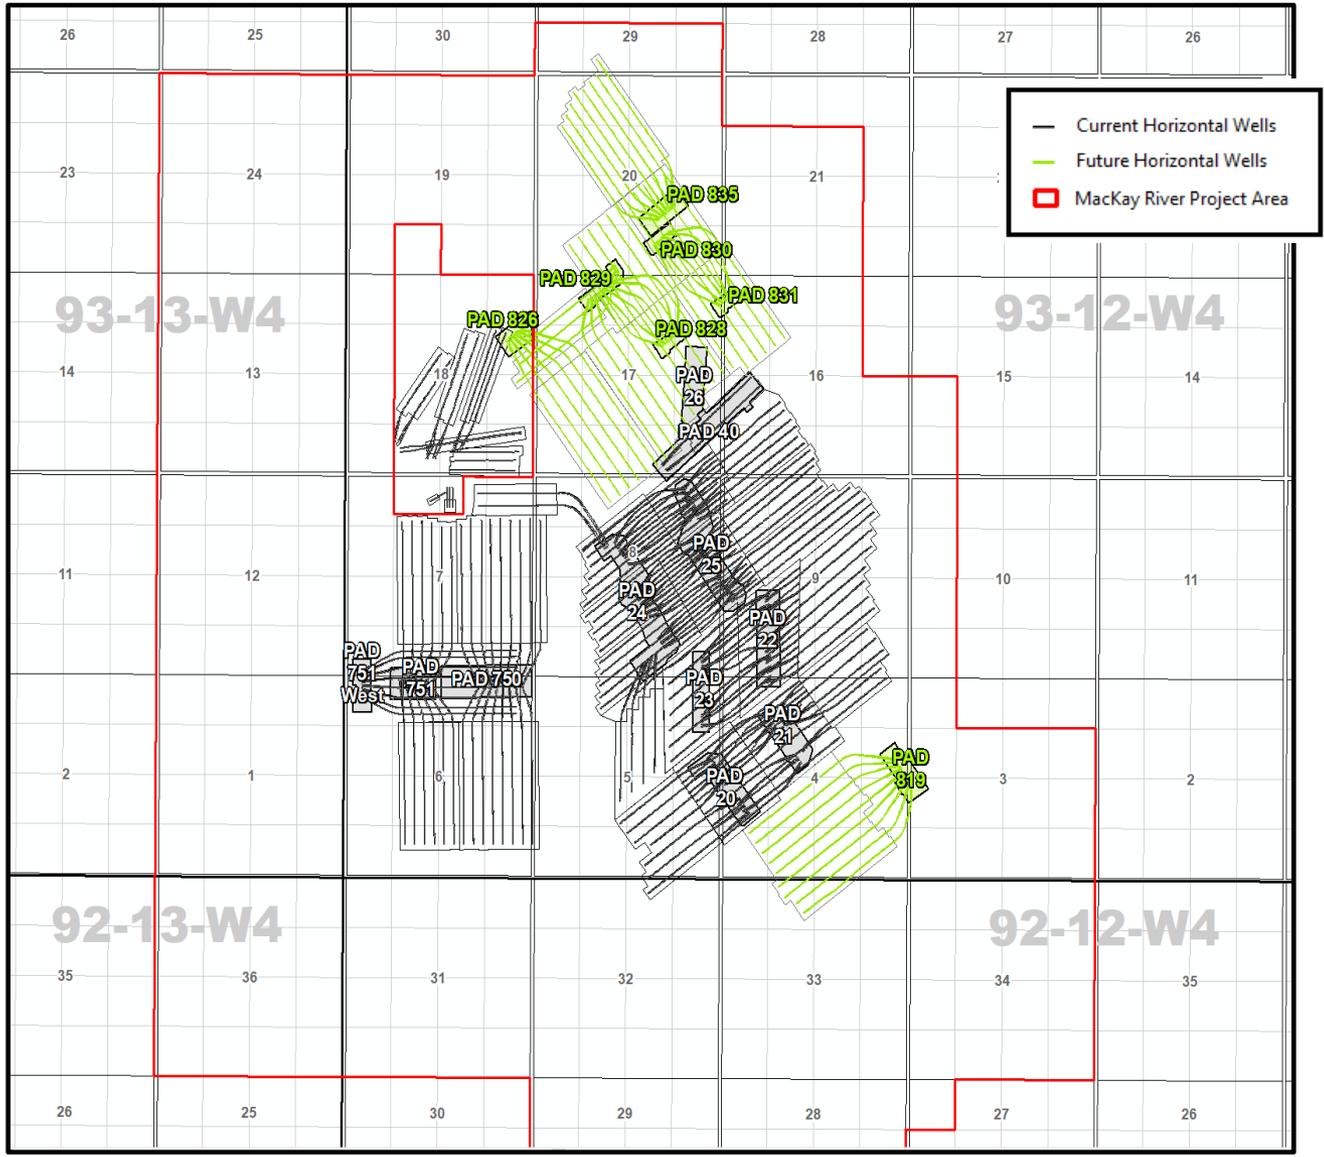 26 25 30 29 28 27 26
Current Horizontal Wells
Future Horizontal Wells
MacKay River Project Area
23 24 19 20 21
PAD 835
PAD 830
PAD 829
PAD 831
93-13-W4
93-12-W4
PAD 826
PAD 828
14 13 18 17 16 15 14
PAD
26
PAD 40
11 12 7 8 9 10 11
PAD
25
PAD
24
PAD
22
PAD
751
West
PAD
751
PAD 750
PAD
23
PAD
21
PAD
20
PAD
819
2 1 6 5 4 3 2
92-13-W4
92-12-W4
35 36 31 32 33 34 35
26 25 30 29 28 27 26